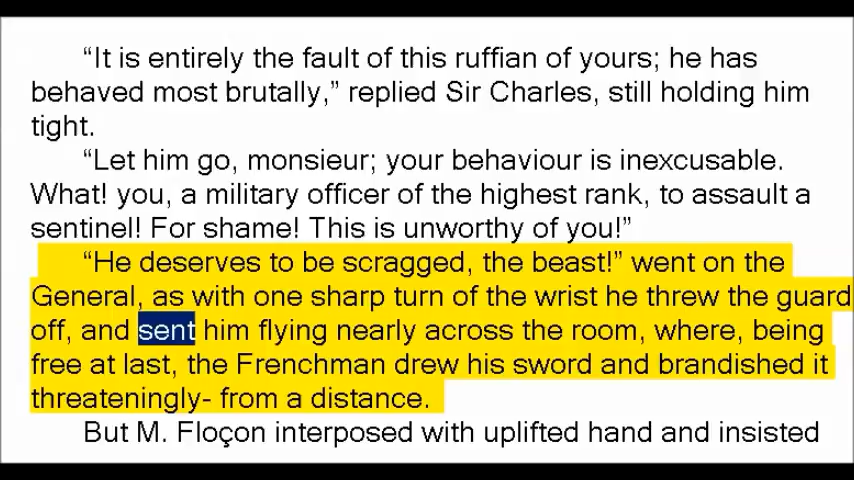 “It is entirely the fault of this ruffian of yours; he has
behaved most brutally,” replied Sir Charles, still holding him
tight.
“Let him go, monsieur; your behaviour is inexcusable.
What! you, a military officer of the highest rank, to assault a
sentinel! For shame! This is unworthy of you!”
“He deserves to be scragged, the beast!” went on the
General, as with one sharp turn of the wrist he threw the guard
off, and sent him flying nearly across the room, where, being
free at last, the Frenchman drew his sword and brandished it
threateningly- from a distance.
But M. Floçon interposed with uplifted hand and insisted